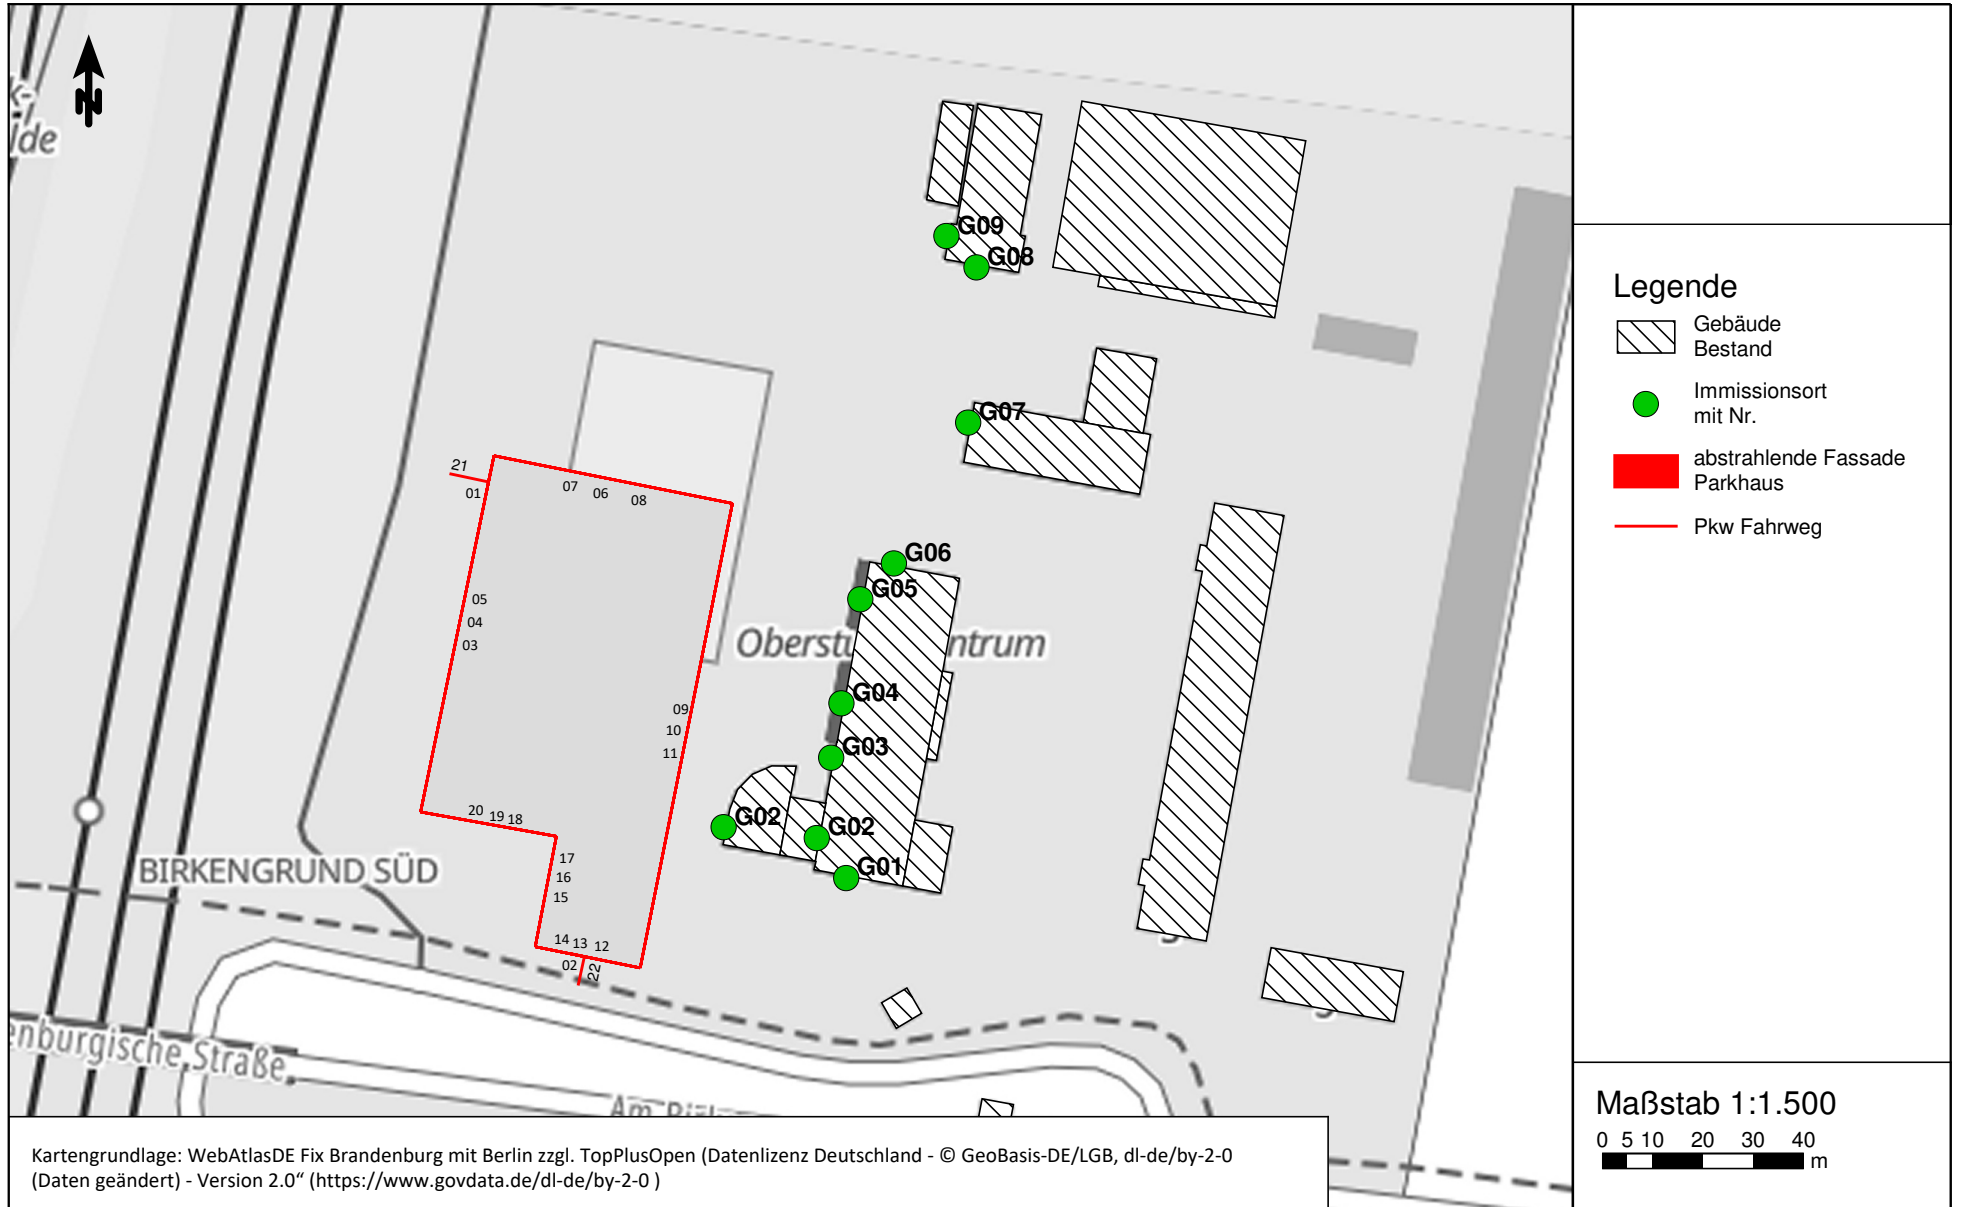 N
lde
G09
G08
G07
21
01
07
06
08
G06
G05
05
04
03
G04
09
10
11
G03
20
19
18
G02
G02
G01
17
16
15
BIRKENGRUND SÜD
14
13
12
02
22
enburgische Straße
Legende
Gebäude
Bestand
Immissionsort
mit Nr.
abstrahlende Fassade
Parkhaus
Pkw Fahrweg
Maßstab 1:1.500
0 5 10 20 30 40
m
Kartengrundlage: WebAtlasDE Fix Brandenburg mit Berlin zzgl. TopPlusOpen (Datenlizenz Deutschland - © GeoBasis-DE/LGB, dl-de/by-2-0
(Daten geändert) - Version 2.0“ (https://www.govdata.de/dl-de/by-2-0 )